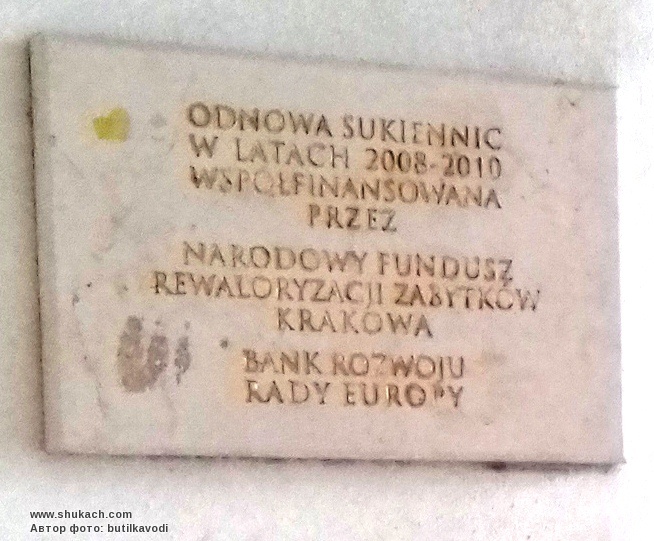 ODNOWA SUKIENNIC
W LATACH 2008-2010
WSPÓŁFINANSOWANA
PRZEZ
NARODOWY FUNDUSZ
REWALORYZACJI ZABYTKÓW
KRAKOWA
BANK ROZWOJU
RADY EUROPY
www.shukach.com
Автор фото: butilkavodi